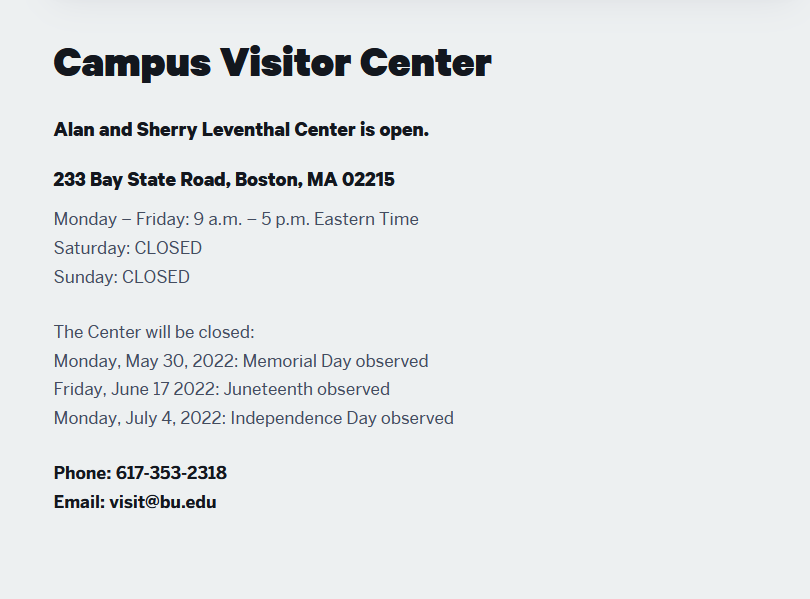 Campus Visitor Center
Alan and Sherry Leventhal Center is open.
233 Bay State Road, Boston, MA 02215
Monday – Friday: 9 a.m. – 5 p.m. Eastern Time
Saturday: CLOSED
Sunday: CLOSED
The Center will be closed:
Monday, May 30, 2022: Memorial Day observed
Friday, June 17 2022: Juneteenth observed
Monday, July 4, 2022: Independence Day observed
Phone: 617-353-2318
Email: visit@bu.edu